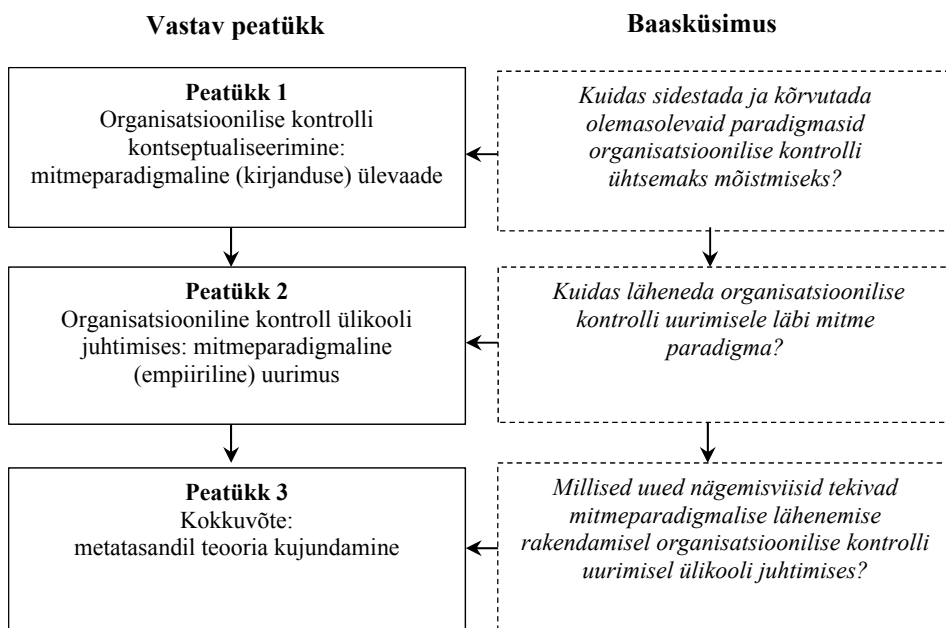 Vastav peatükk
Baasküsimus
Peatükk 1
Organisatsioonilise kontrolli
kontseptualiseerimine:
mitmeparadigmaline (kirjanduse) ülevaade
Kuidas sidestada ja kõrvutada
olemasolevaid paradigmasid
organisatsioonilise kontrolli
ühtsemaks mõistmiseks?
Peatükk 2
Organisatsiooniline kontroll ülikooli
juhtimises: mitmeparadigmaline
(empiiriline) uurimus
Kuidas läheneda organisatsioonilise
kontrolli uurimisele läbi mitme
paradigma?
Peatükk 3
Kokkuvõte:
metatasandil teooria kujundamine
Millised uued nägemisviisid tekivad
mitmeparadigmalise lähenemise
rakendamisel organisatsioonilise kontrolli
uurimisel ülikooli juhtimises?